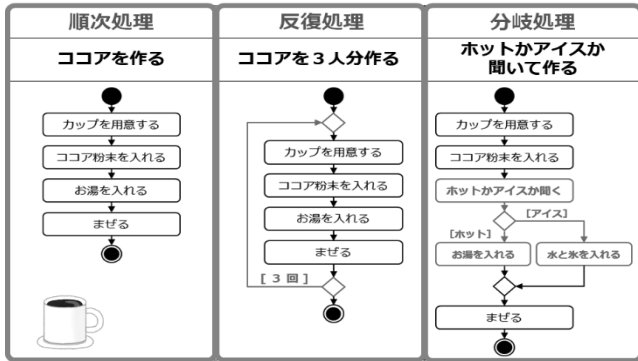 順次処理
ココアを作る
カップを用意する
ココア粉末を入れる
お湯を入れる
まぜる
反復処理
ココアを3人分作る
カップを用意する
ココア粉末を入れる
お湯を入れる
まぜる
[ 3 回 ]
分岐処理
ホットかアイスか
聞いて作る
カップを用意する
ココア粉末を入れる
ホットかアイスか聞く
[アイス]
[ホット]
お湯を入れる
水と氷を入れる
まぜる